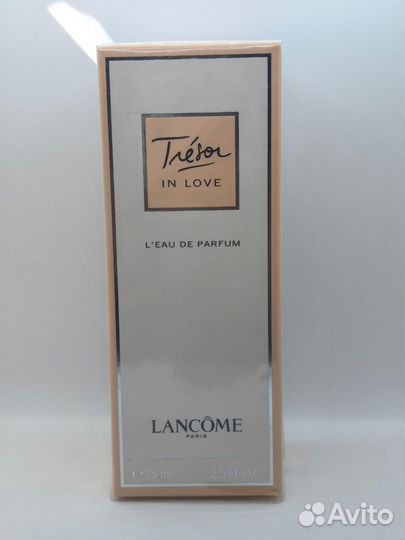 Trésor
IN LOVE
L'EAU DE PARFUM
LANCÔME
PARIS
℮ 75 ml 2.5 FL.OZ
Avito